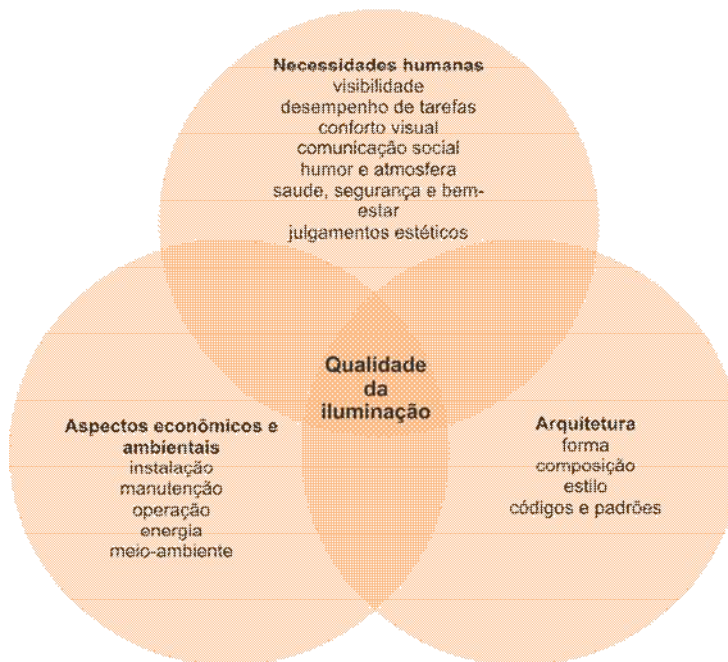 Necessidades humanas
visibilidade
desempenho de tarefas
conforto visual
comunicação social
humor e atmosfera
saude, segurança e bem-
estar
julgamentos estéticos
Qualidade
da
iluminação
Aspectos econômicos e
ambientais
instalação
manutenção
operação
energia
meio-ambiente
Arquitetura
forma
composição
estilo
códigos e padrões